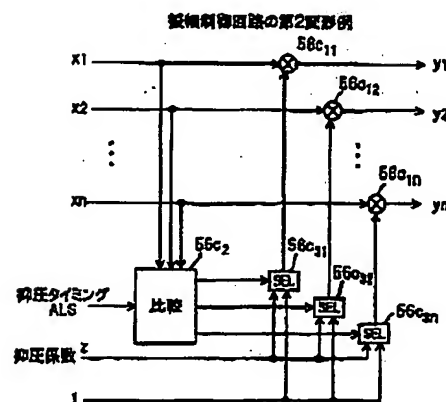 振幅制御回路の第2変形例
x1 56c11 y1
x2 56c12 y2
xn 56c1n yn
56c2 56c31
SEL 56c32
抑圧タイミング 比較 SEL 56c3n
ALS SEL
抑圧係数 z
1